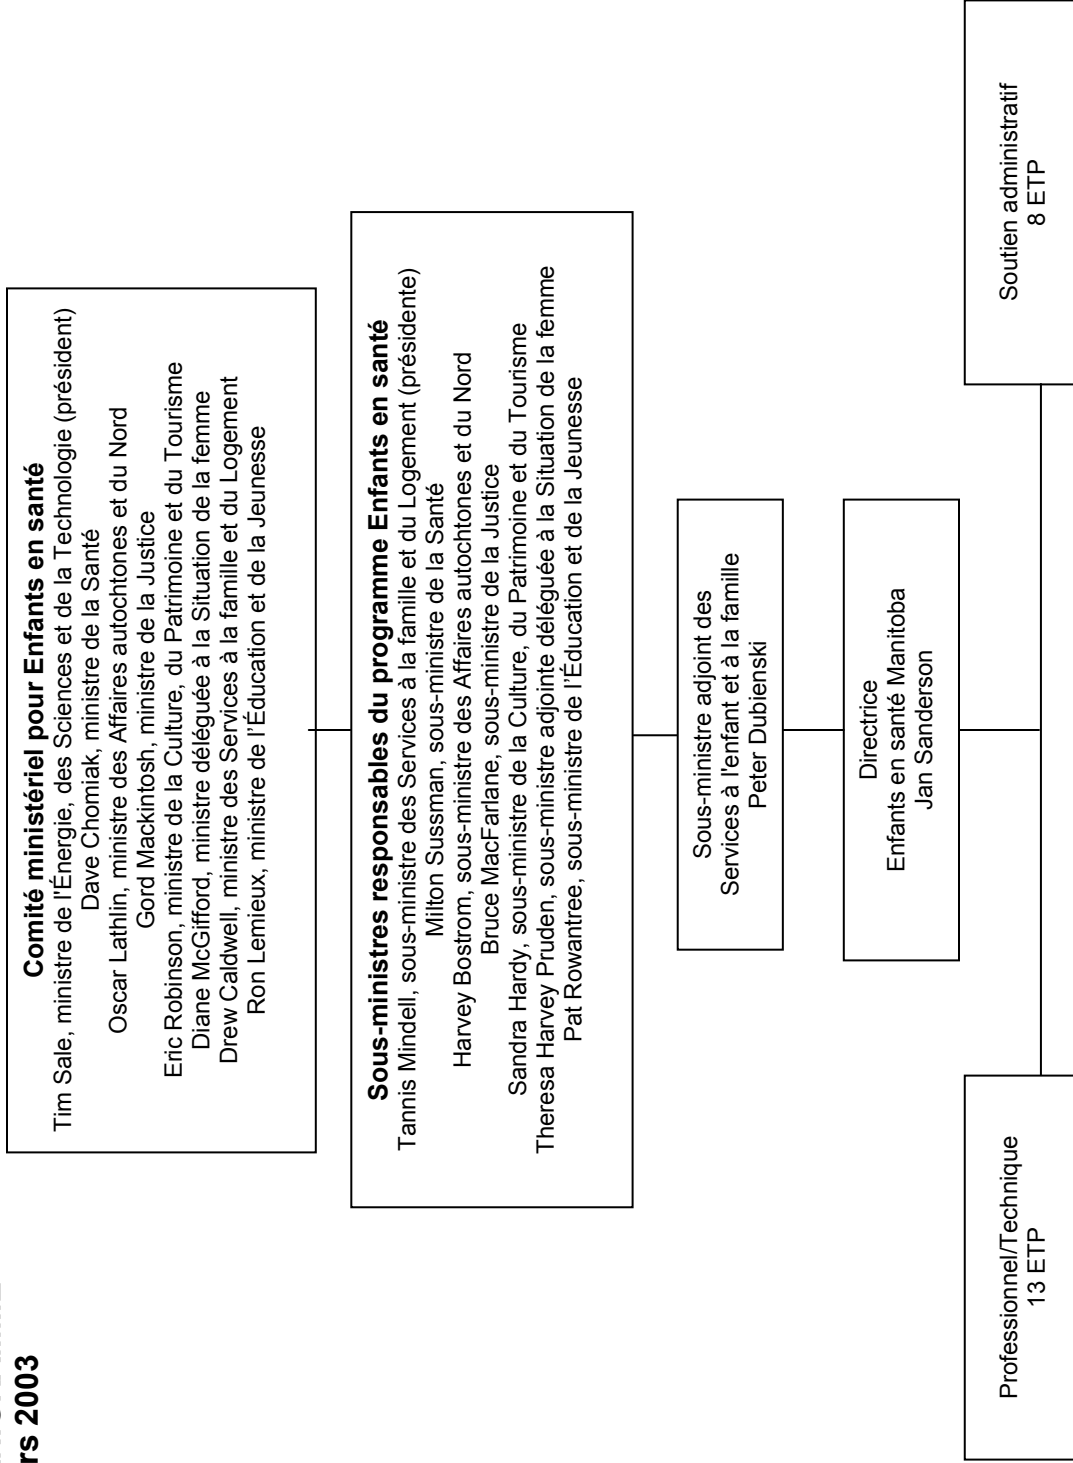 rs 2003
Comité ministériel pour Enfants en santé
Tim Sale, ministre de l'Énergie, des Sciences et de la Technologie (président)
Dave Chomiak, ministre de la Santé
Oscar Lathlin, ministre des Affaires autochtones et du Nord
Gord Mackintosh, ministre de la Justice
Eric Robinson, ministre de la Culture, du Patrimoine et du Tourisme
Diane McGifford, ministre déléguée à la Situation de la femme
Drew Caldwell, ministre des Services à la famille et du Logement
Ron Lemieux, ministre de l'Éducation et de la Jeunesse
Sous-ministres responsables du programme Enfants en santé
Tannis Mindell, sous-ministre des Services à la famille et du Logement (présidente)
Milton Sussman, sous-ministre de la Santé
Harvey Bostrom, sous-ministre des Affaires autochtones et du Nord
Bruce MacFarlane, sous-ministre de la Justice
Sandra Hardy, sous-ministre de la Culture, du Patrimoine et du Tourisme
Theresa Harvey Pruden, sous-ministre adjointe déléguée à la Situation de la femme
Pat Rowantree, sous-ministre de l'Éducation et de la Jeunesse
Sous-ministre adjoint des
Services à l'enfant et à la famille
Peter Dubienski
Directrice
Enfants en santé Manitoba
Jan Sanderson
Professionnel/Technique
13 ETP
Soutien administratif
8 ETP